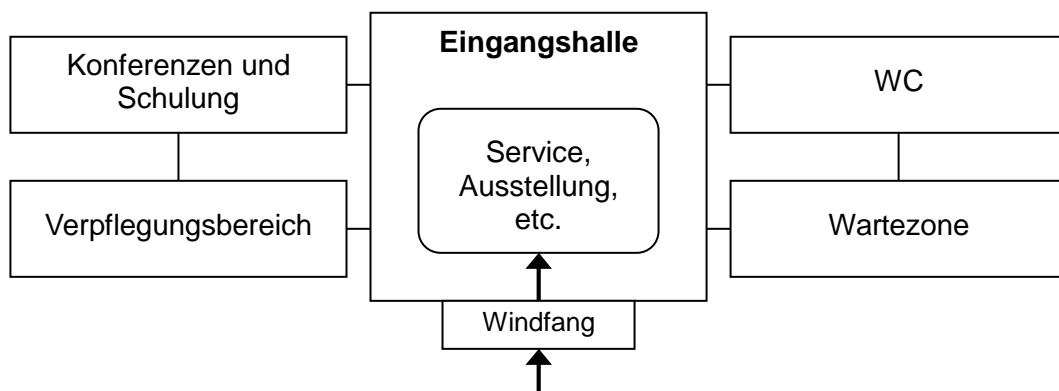 Eingangshalle
Konferenzen und
Schulung
WC
Service,
Ausstellung,
etc.
Verpflegungsbereich
Wartezone
Windfang